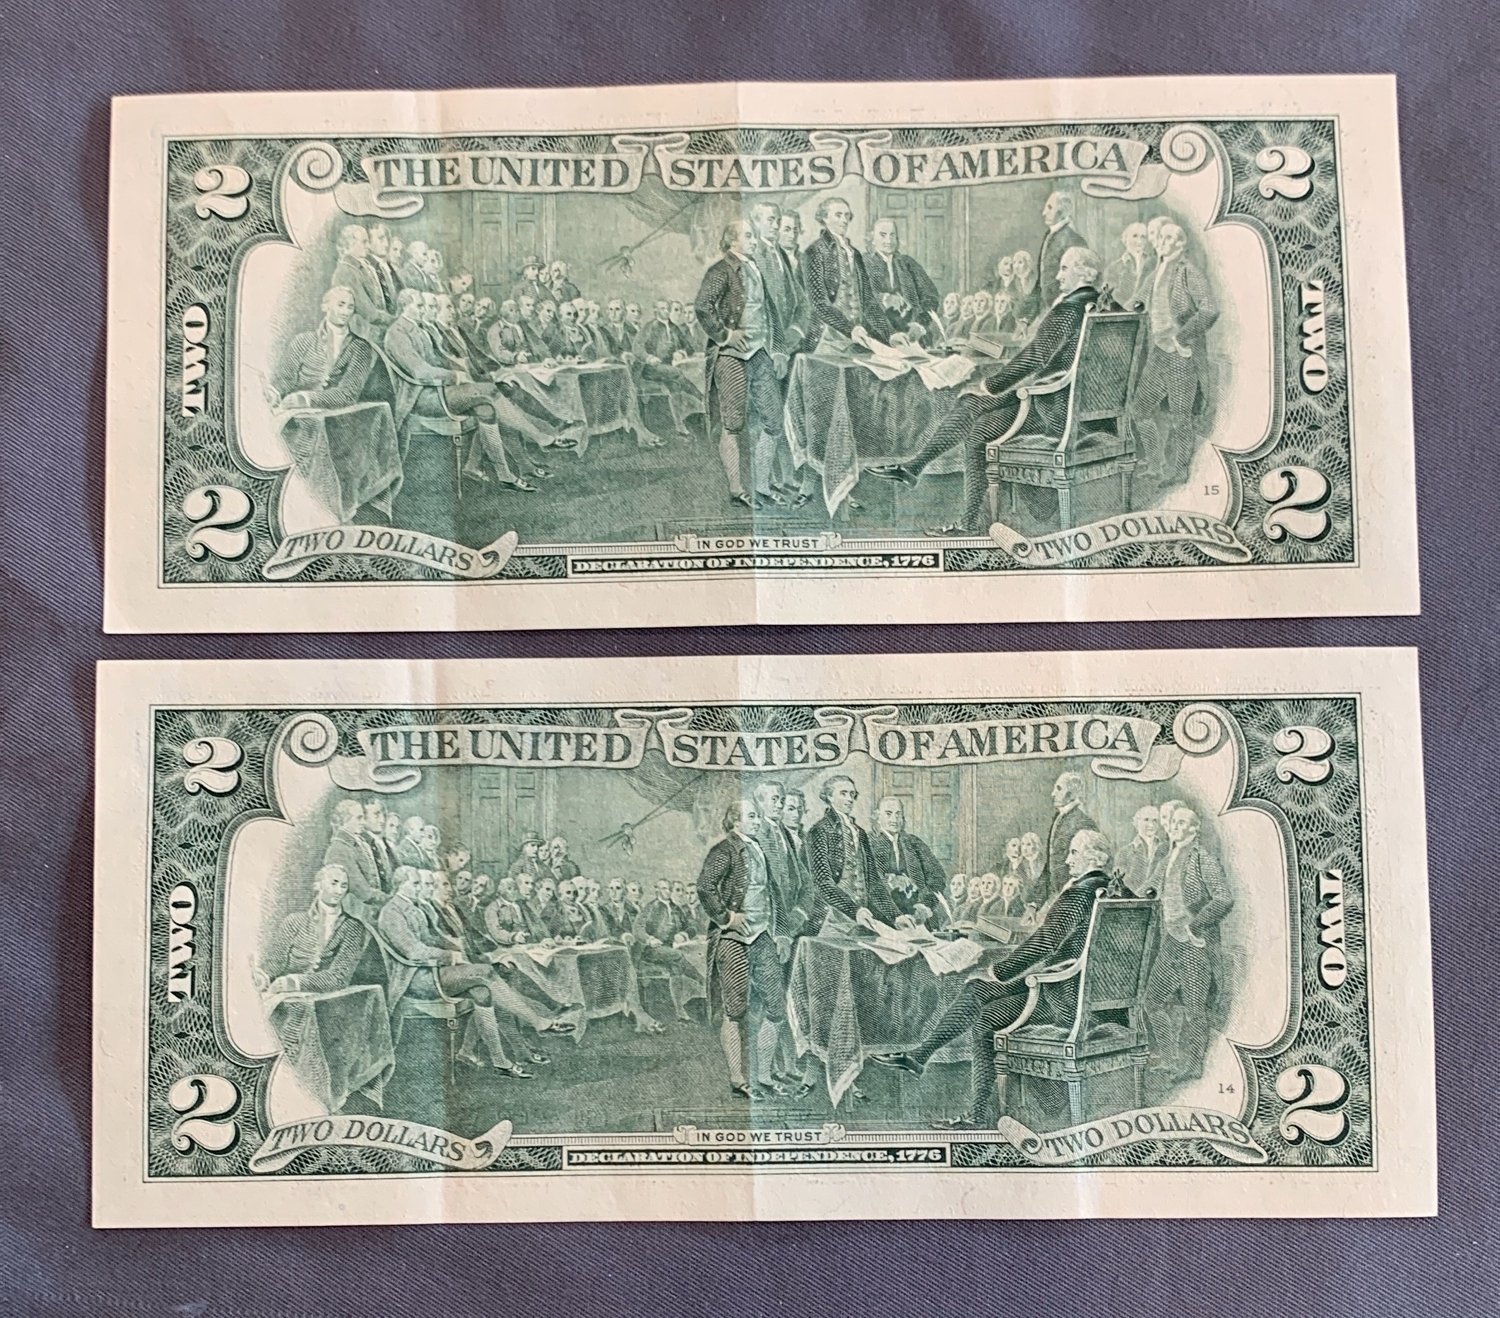 2 THE UNITED STATES OF AMERICA 2
TWO TWO
15
2 TWO DOLLARS IN GOD WE TRUST TWO DOLLARS 2
DECLARATION OF INDEPENDENCE, 1776
2 THE UNITED STATES OF AMERICA 2
TWO TWO
14
2 TWO DOLLARS IN GOD WE TRUST TWO DOLLARS 2
DECLARATION OF INDEPENDENCE, 1776